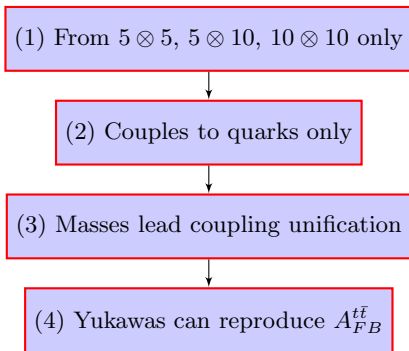 (1) From 5 ⊗ 5, 5 ⊗ 10, 10 ⊗ 10 only
(2) Couples to quarks only
(3) Masses lead coupling unification
(4) Yukawas can reproduce $A_{FB}^{t\bar{t}}$